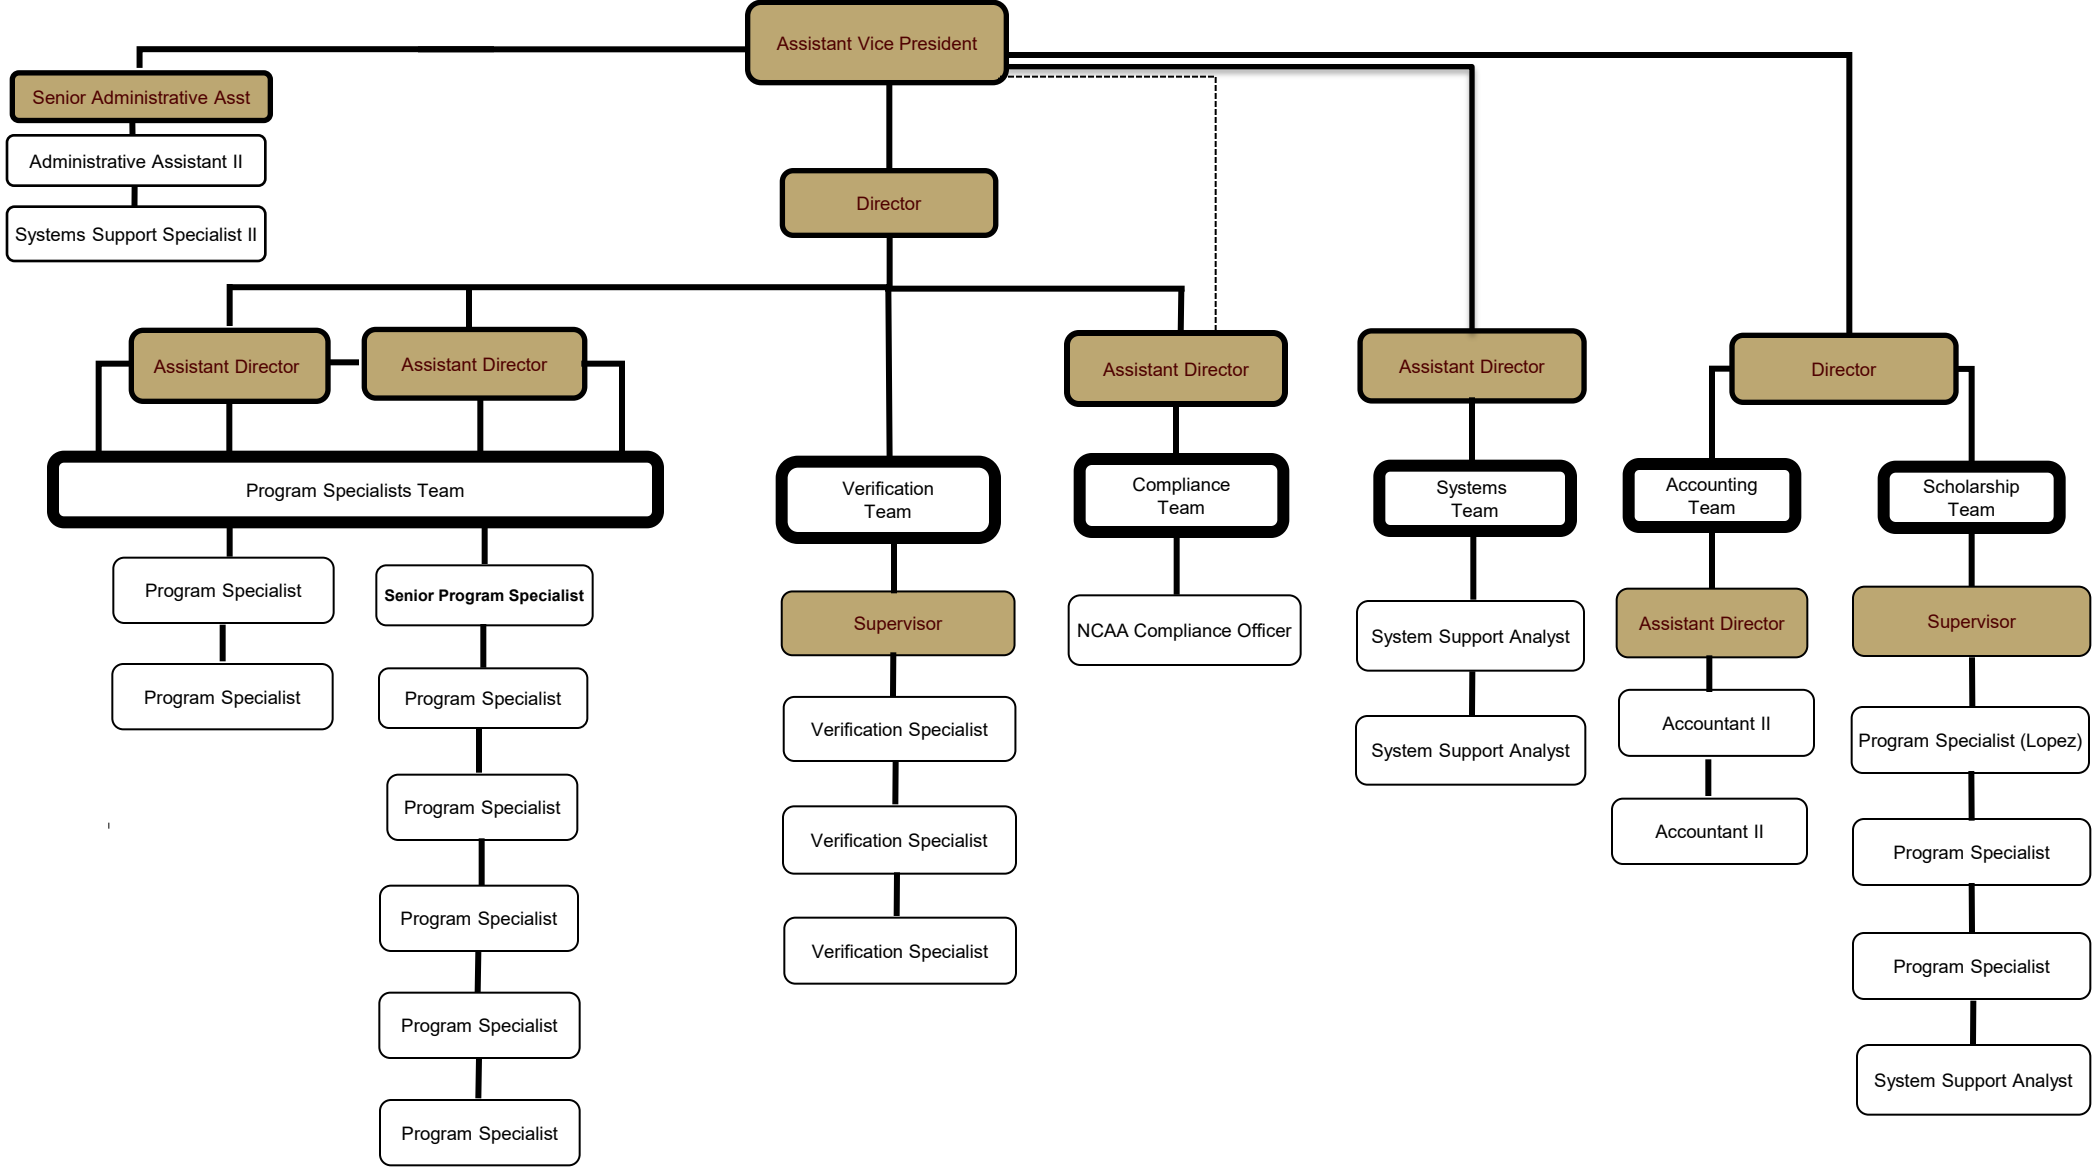 Assistant Vice President
Senior Administrative Asst
Administrative Assistant II
Systems Support Specialist II
Director
Assistant Director
Assistant Director
Assistant Director
Assistant Director
Director
Program Specialists Team
Verification
Team
Compliance
Team
Systems
Team
Accounting
Team
Scholarship
Team
Program Specialist
Program Specialist
Senior Program Specialist
Program Specialist
Program Specialist
Program Specialist
Program Specialist
Program Specialist
Supervisor
Verification Specialist
Verification Specialist
Verification Specialist
NCAA Compliance Officer
System Support Analyst
System Support Analyst
Assistant Director
Accountant II
Accountant II
Supervisor
Program Specialist (Lopez)
Program Specialist
Program Specialist
System Support Analyst